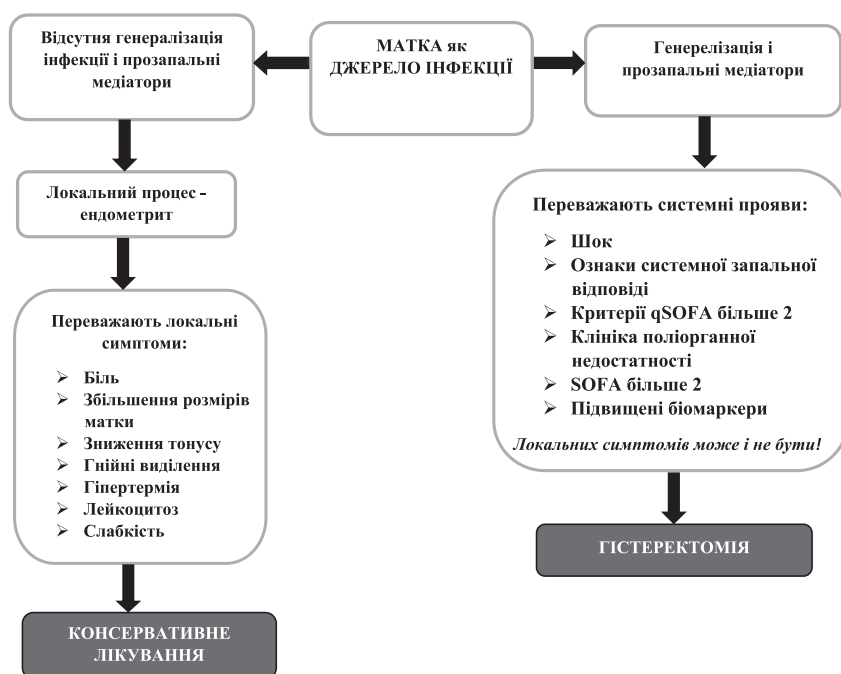 МАТКА як
ДЖЕРЕЛО ІНФЕКЦІЇ
Відсутня генералізація
інфекції і прозапальні
медіатори
Локальний процес -
ендометрит
Переважають локальні
симптоми:
➢ Біль
➢ Збільшення розмірів
матки
➢ Зниження тонусу
➢ Гнійні виділення
➢ Гіпертермія
➢ Лейкоцитоз
➢ Слабкість
КОНСЕРВАТИВНЕ
ЛІКУВАННЯ
Генерелізація і
прозапальні медіатори
Переважають системні прояви:
➢ Шок
➢ Ознаки системної запальної
відповіді
➢ Критерії qSOFA більше 2
➢ Клініка поліорганної
недостатності
➢ SOFA більше 2
➢ Підвищені біомаркери
Локальних симптомів може і не бути!
ГІСТЕРЕКТОМІЯ